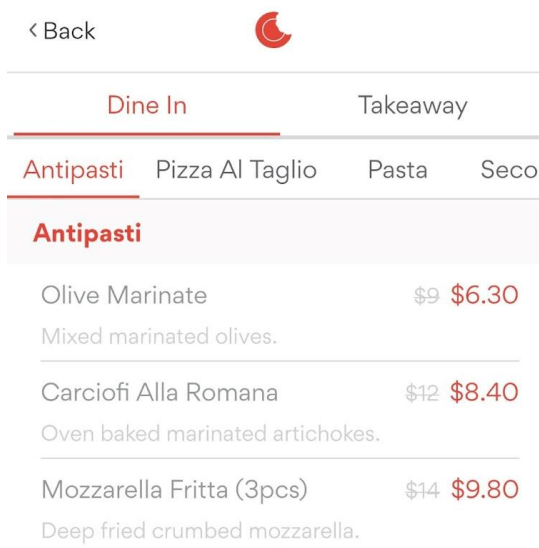 < Back
Dine In Takeaway
Antipasti Pizza Al Taglio Pasta Seco
Antipasti
Olive Marinate $9 $6.30
Mixed marinated olives.
Carciofi Alla Romana $12 $8.40
Oven baked marinated artichokes.
Mozzarella Fritta (3pcs) $14 $9.80
Deep fried crumbed mozzarella.